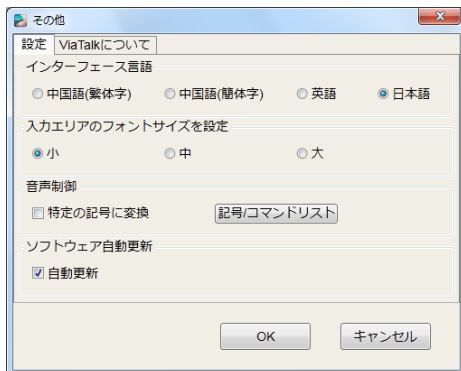 その他
設定 ViaTalkについて
インターフェース言語
中国語(繁体字) 中国語(簡体字) 英語 日本語
入力エリアのフォントサイズを設定
小 中 大
音声制御
特定の記号に変換 記号/コマンドリスト
ソフトウェア自動更新
自動更新
OK キャンセル